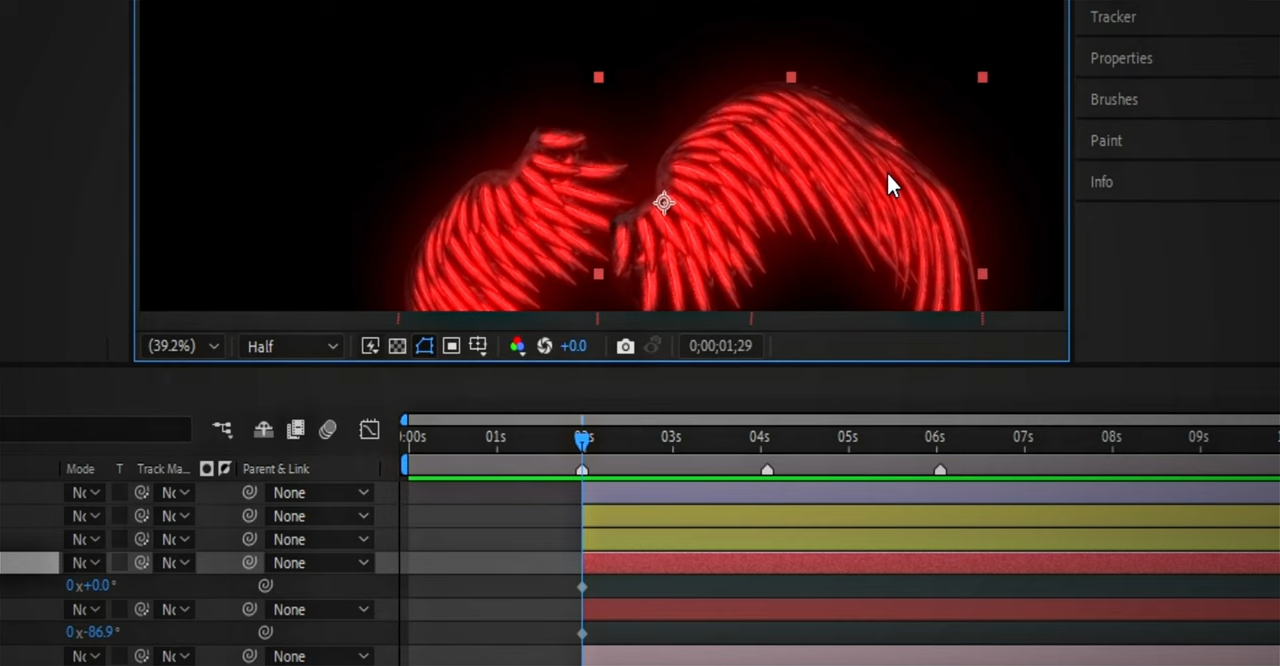 Tracker
Properties
Brushes
Paint
Info
(39.2%) Half +0.0 0;00;01;29
:00s 01s 02s 03s 04s 05s 06s 07s 08s 09s
Mode T Track Ma... Parent & Link
None
None
None
None
0x+0.0°
None
0x-86.9°
None